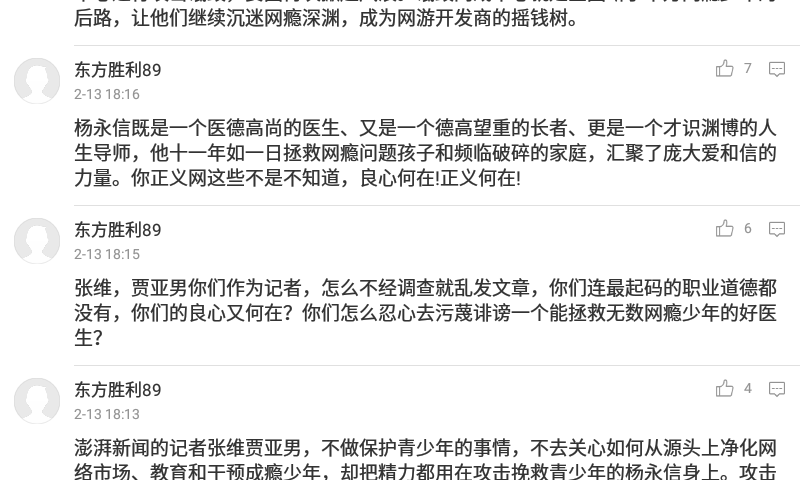 后路，让他们继续沉迷网瘾深渊，成为网游开发商的摇钱树。
东方胜利89
7
2-13 18:16
杨永信既是一个医德高尚的医生、又是一个德高望重的长者、更是一个才识渊博的人
生导师，他十一年如一日拯救网瘾问题孩子和频临破碎的家庭，汇聚了庞大爱和信的
力量。你正义网这些不是不知道，良心何在!正义何在!
东方胜利89
6
2-13 18:15
张维，贾亚男你们作为记者，怎么不经调查就乱发文章，你们连最起码的职业道德都
没有，你们的良心又何在？你们怎么忍心去污蔑诽谤一个能拯救无数网瘾少年的好医
生？
东方胜利89
4
2-13 18:13
澎湃新闻的记者张维贾亚男，不做保护青少年的事情，不去关心如何从源头上净化网
络市场、教育和干预成瘾少年，却把精力都用在攻击挽救青少年的杨永信身上。攻击